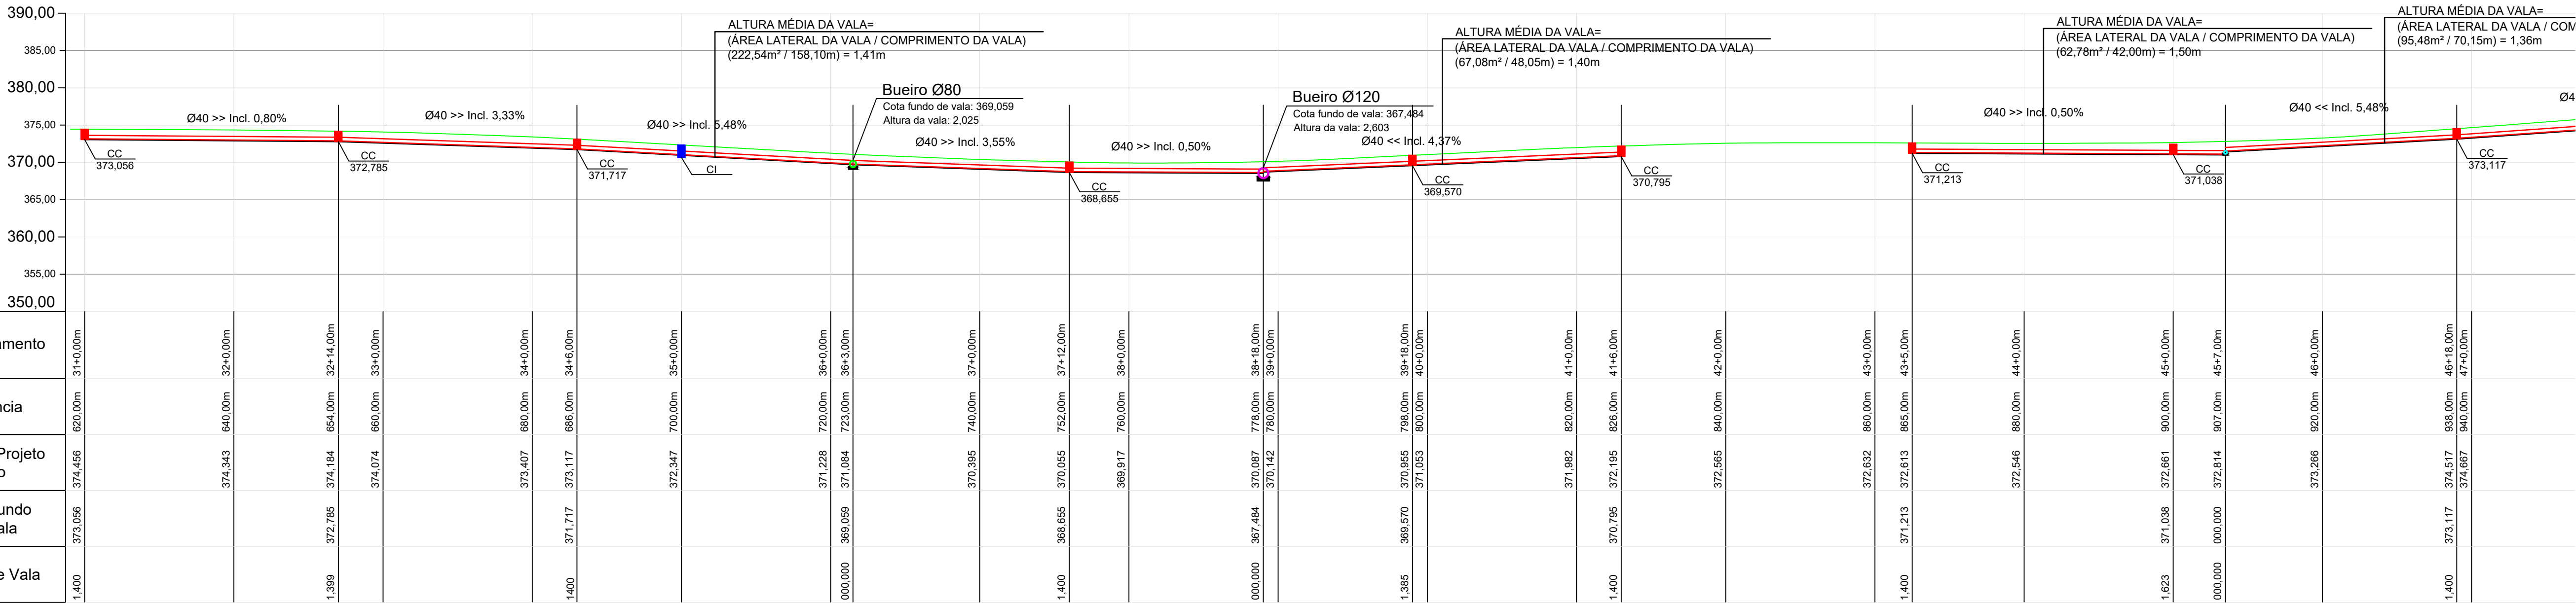 390,00
385,00
380,00
375,00
370,00
365,00
360,00
355,00
350,00
ALTURA MÉDIA DA VALA=
(ÁREA LATERAL DA VALA / COMPRIMENTO DA VALA)
(222,54m² / 158,10m) = 1,41m
ALTURA MÉDIA DA VALA=
(ÁREA LATERAL DA VALA / COMPRIMENTO DA VALA)
(67,08m² / 48,05m) = 1,40m
ALTURA MÉDIA DA VALA=
(ÁREA LATERAL DA VALA / COMPRIMENTO DA VALA)
(62,78m² / 42,00m) = 1,50m
ALTURA MÉDIA DA VALA=
(ÁREA LATERAL DA VALA / COM
(95,48m² / 70,15m) = 1,36m
Bueiro Ø80
Cota fundo de vala: 369,059
Altura da vala: 2,025
Bueiro Ø120
Cota fundo de vala: 367,484
Altura da vala: 2,603
Ø40 >> Incl. 0,80%
Ø40 >> Incl. 3,33%
Ø40 >> Incl. 5,48%
Ø40 >> Incl. 3,55%
Ø40 >> Incl. 0,50%
Ø40 << Incl. 4,37%
Ø40 >> Incl. 0,50%
Ø40 << Incl. 5,48%
Ø4
CC
373,056
CC
372,785
CC
371,717
CI
CC
368,655
CC
369,570
CC
370,795
CC
371,213
CC
371,038
CC
373,117
amento
31+0,00m
32+0,00m
32+14,00m
33+0,00m
34+0,00m
34+6,00m
35+0,00m
36+0,00m
36+3,00m
37+0,00m
37+12,00m
38+0,00m
38+18,00m
39+0,00m
39+18,00m
40+0,00m
41+0,00m
41+6,00m
42+0,00m
43+0,00m
43+5,00m
44+0,00m
45+0,00m
45+7,00m
46+0,00m
46+18,00m
47+0,00m
ncia
620,00m
640,00m
654,00m
660,00m
680,00m
686,00m
700,00m
720,00m
723,00m
740,00m
752,00m
760,00m
778,00m
780,00m
798,00m
800,00m
820,00m
826,00m
840,00m
860,00m
865,00m
880,00m
900,00m
907,00m
920,00m
938,00m
940,00m
Projeto
o
374,456
374,343
374,184
374,074
373,407
373,117
372,347
371,228
371,084
370,395
370,055
369,917
370,087
370,142
370,955
371,053
371,982
372,195
372,565
372,632
372,613
372,546
372,661
372,814
373,266
374,517
374,667
undo
ala
373,056
372,785
371,717
369,059
368,655
367,484
369,570
370,795
371,213
371,038
000,000
373,117
e Vala
1,400
1,399
1400
000,000
1,400
000,000
1,385
1,400
1,400
1,623
000,000
1,400